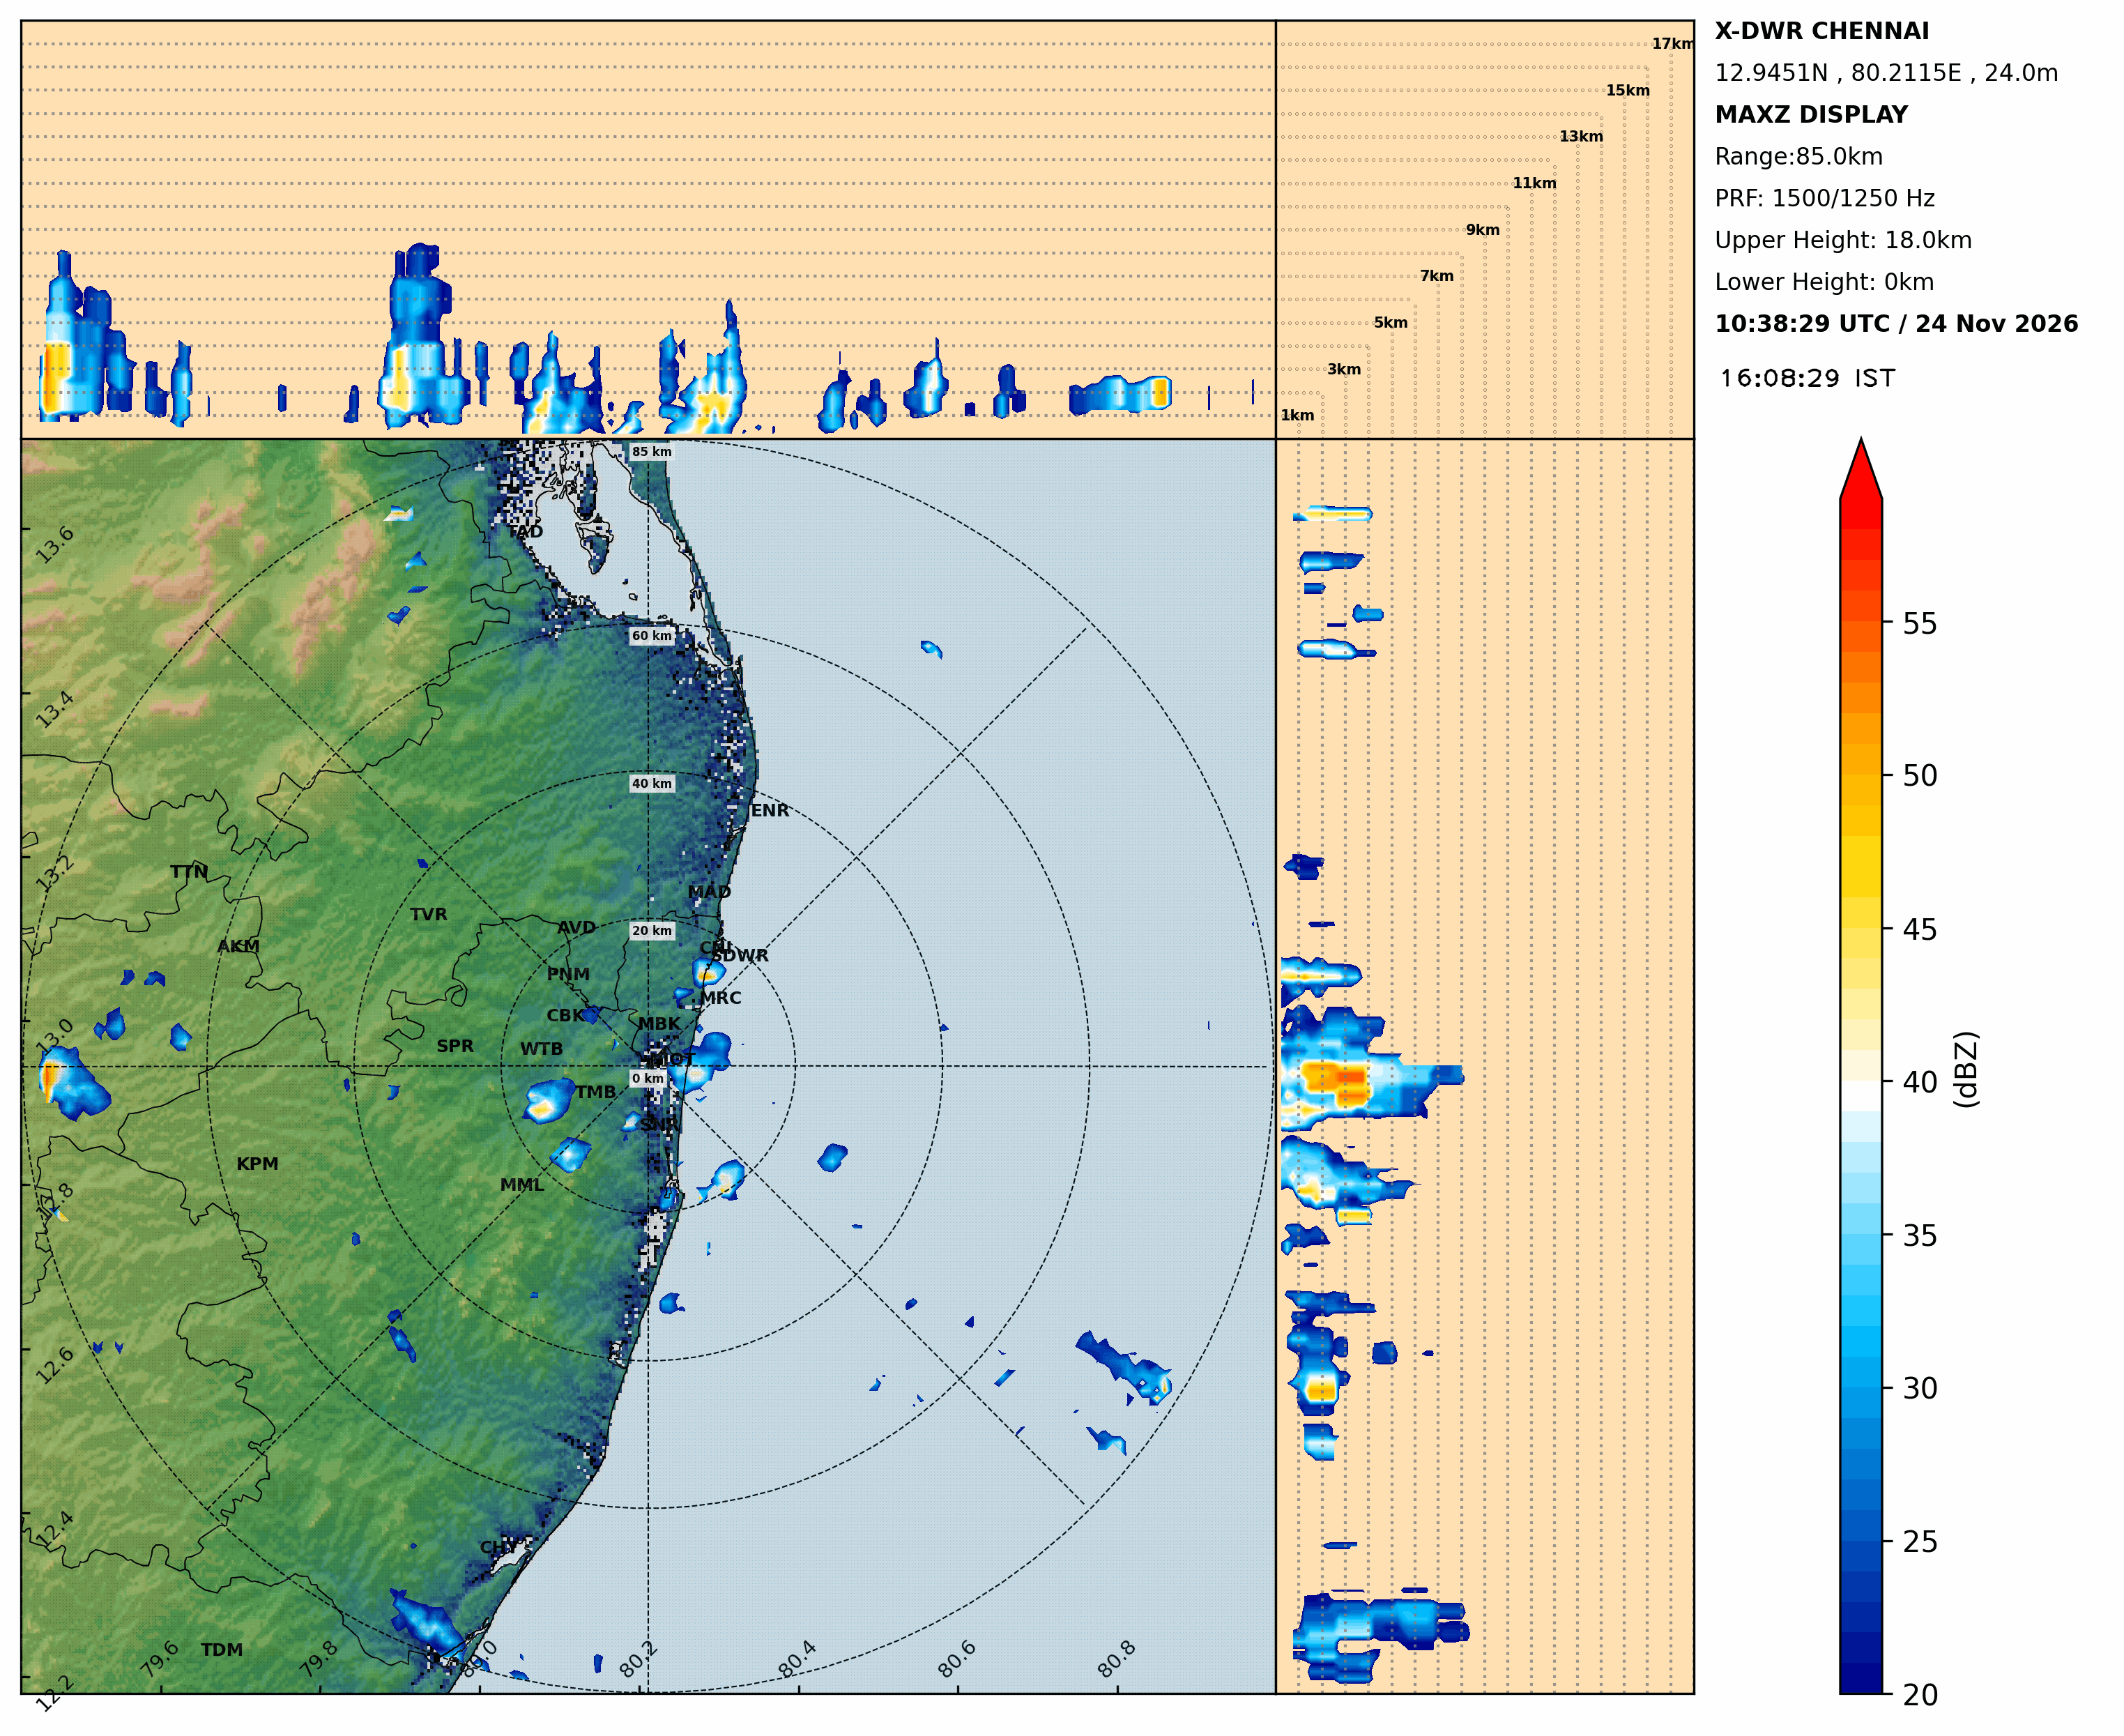 X-DWR CHENNAI
12.9451N , 80.2115E , 24.0m
MAXZ DISPLAY
Range:85.0km
PRF: 1500/1250 Hz
Upper Height: 18.0km
Lower Height: 0km
10:38:29 UTC / 24 Nov 2026
16:08:29 IST
17km
15km
13km
11km
9km
7km
5km
3km
1km
85 km
60 km
40 km
20 km
0 km
TAD
ENR
MAD
TTN
TVR
AVD
AKM
SDWR
PNM
MRC
CBK
MBK
SPR
WTB
TMB
SNR
KPM
MML
CHY
TDM
13.6
13.4
13.2
13.0
12.6
12.4
12.2
79.6
79.8
80.0
80.2
80.4
80.6
80.8
55
50
45
40
35
30
25
20
(dBZ)